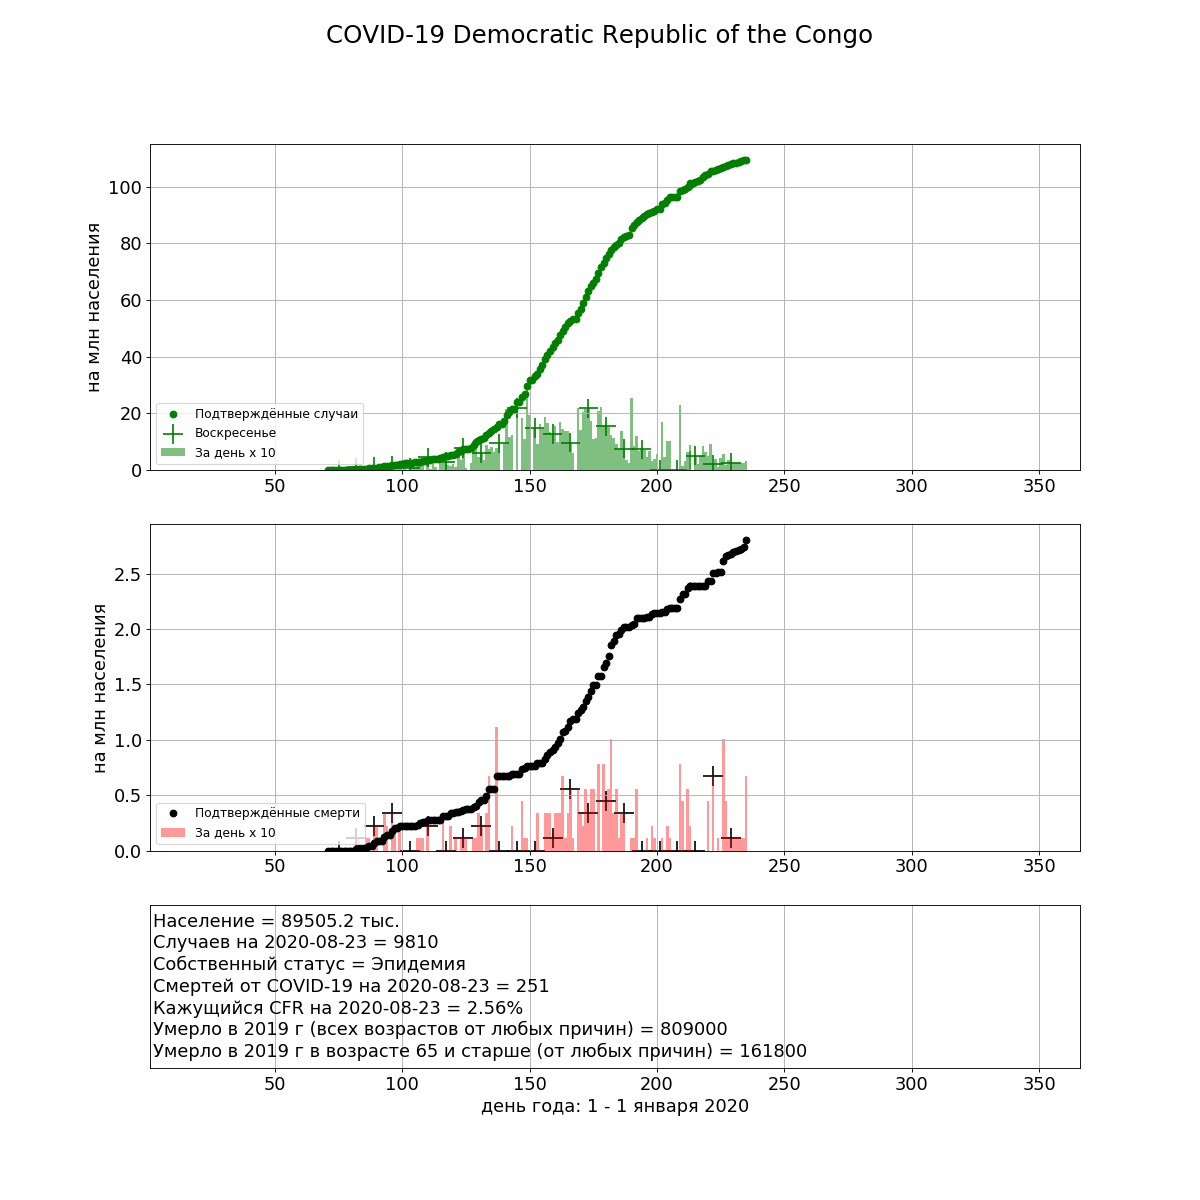 COVID-19 Democratic Republic of the Congo
на млн населения
100
80
60
40
20
0
Подтверждённые случаи
Воскресенье
За день x 10
50 100 150 200 250 300 350
на млн населения
2.5
2.0
1.5
1.0
0.5
0.0
Подтверждённые смерти
За день x 10
50 100 150 200 250 300 350
Население = 89505.2 тыс.
Случаев на 2020-08-23 = 9810
Собственный статус = Эпидемия
Смертей от COVID-19 на 2020-08-23 = 251
Кажущийся CFR на 2020-08-23 = 2.56%
Умерло в 2019 г (всех возрастов от любых причин) = 809000
Умерло в 2019 г в возрасте 65 и старше (от любых причин) = 161800
50 100 150 200 250 300 350
день года: 1 - 1 января 2020